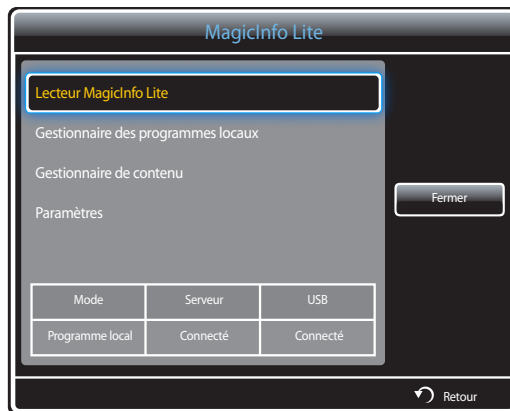 MagicInfo Lite
Lecteur MagicInfo Lite
Gestionnaire des programmes locaux
Gestionnaire de contenu
Paramètres
Fermer
Mode Serveur USB
Programme local Connecté Connecté
Retour